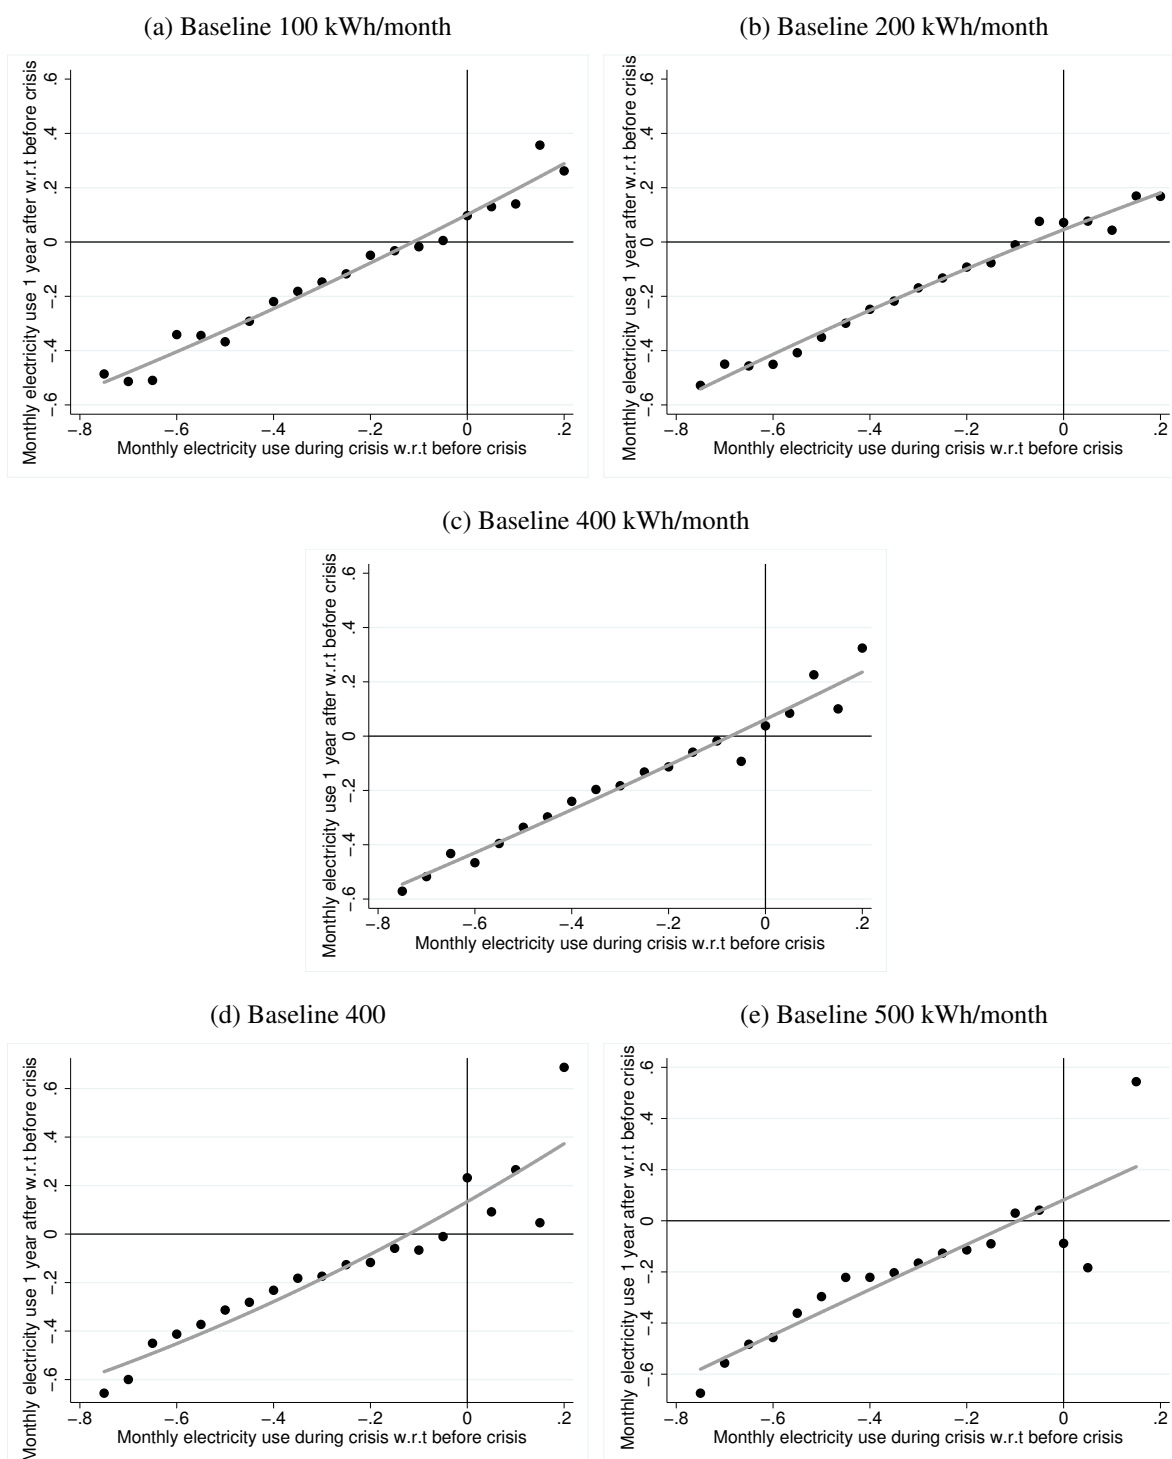 (a) Baseline 100 kWh/month
(b) Baseline 200 kWh/month
Monthly electricity use 1 year after w.r.t before crisis
.6
.4
.2
0
−.2
−.4
−.6
−.8 −.6 −.4 −.2 0 .2
Monthly electricity use during crisis w.r.t before crisis
Monthly electricity use 1 year after w.r.t before crisis
.6
.4
.2
0
−.2
−.4
−.6
−.8 −.6 −.4 −.2 0 .2
Monthly electricity use during crisis w.r.t before crisis
(c) Baseline 400 kWh/month
Monthly electricity use 1 year after w.r.t before crisis
.6
.4
.2
0
−.2
−.4
−.6
−.8 −.6 −.4 −.2 0 .2
Monthly electricity use during crisis w.r.t before crisis
(d) Baseline 400
(e) Baseline 500 kWh/month
Monthly electricity use 1 year after w.r.t before crisis
.6
.4
.2
0
−.2
−.4
−.6
−.8 −.6 −.4 −.2 0 .2
Monthly electricity use during crisis w.r.t before crisis
Monthly electricity use 1 year after w.r.t before crisis
.6
.4
.2
0
−.2
−.4
−.6
−.8 −.6 −.4 −.2 0 .2
Monthly electricity use during crisis w.r.t before crisis